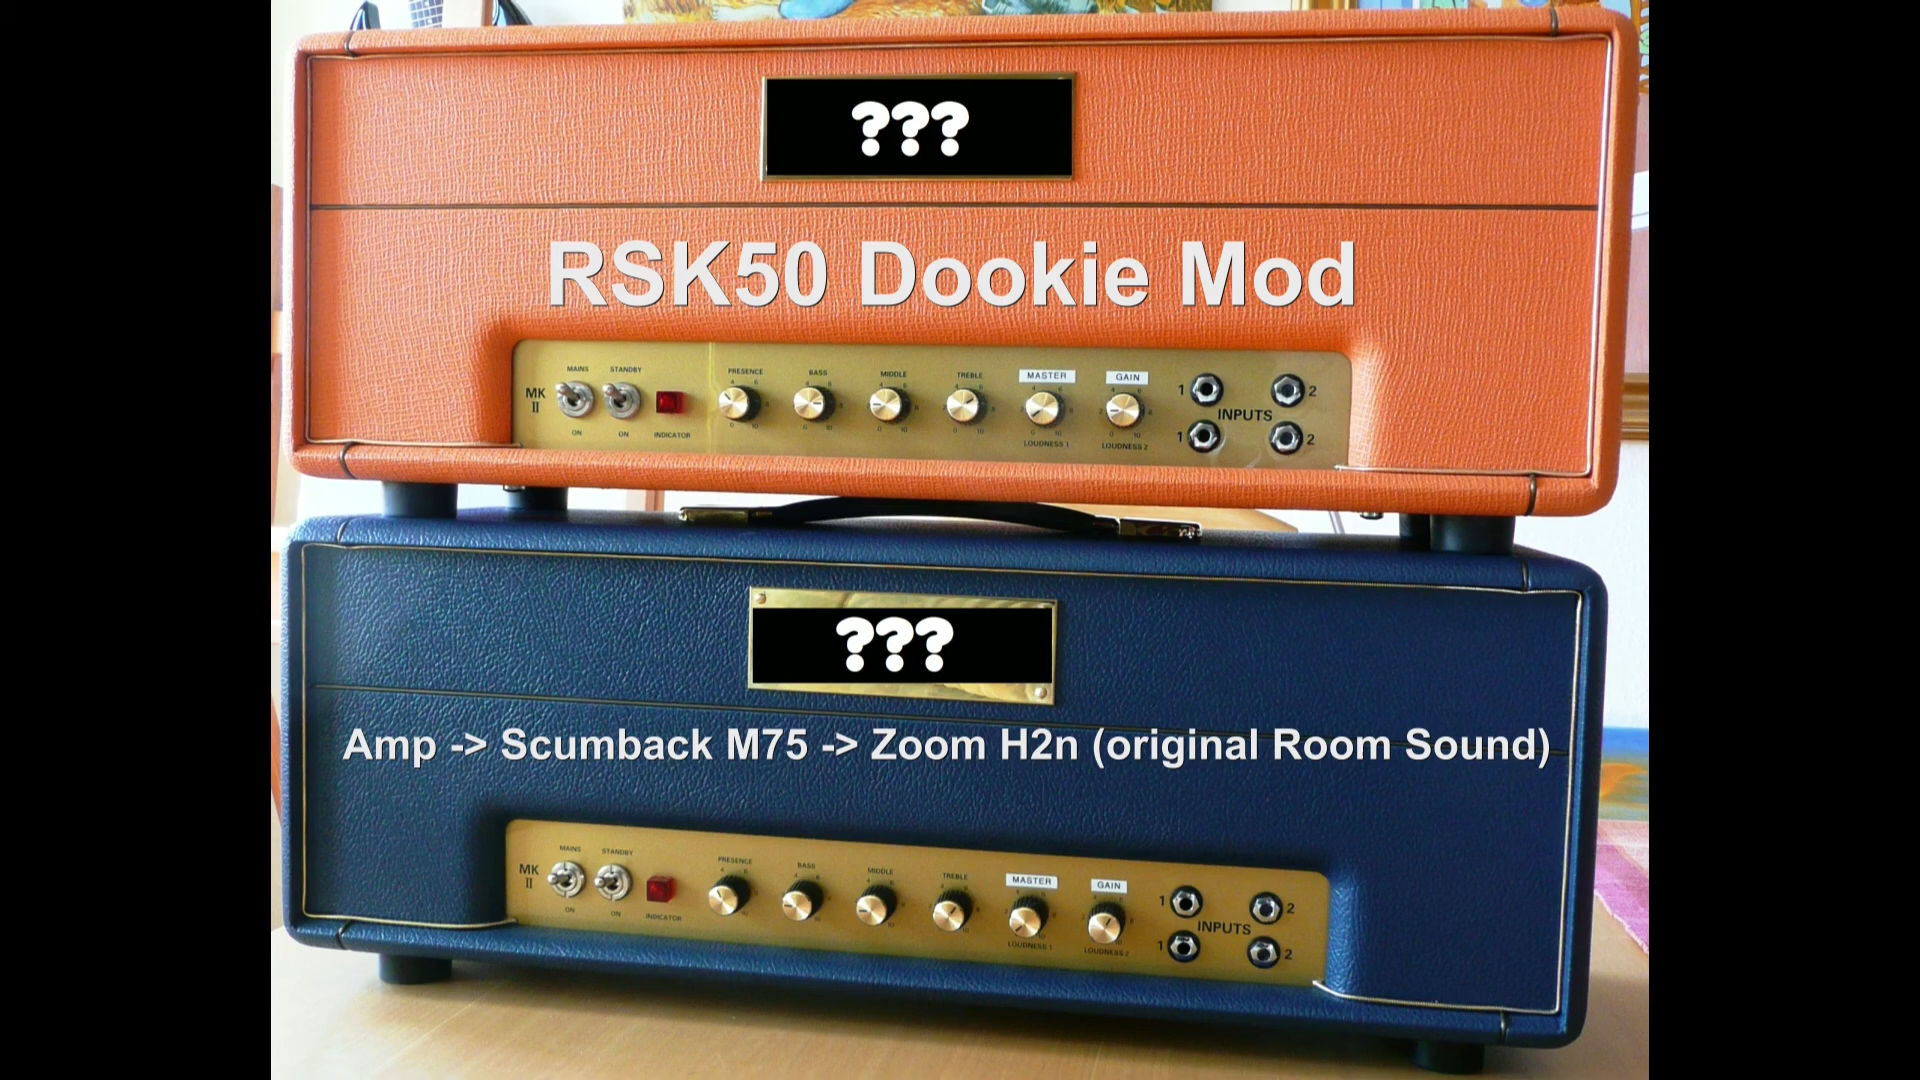 ???
RSK50 Dookie Mod
MAINS STANDBY PRESENCE BASS MIDDLE TREBLE MASTER GAIN
MK II
1 INPUTS 2
1 2
ON ON INDICATOR LOUDNESS 1 LOUDNESS 2
???
Amp -> Scumback M75 -> Zoom H2n (original Room Sound)
MAINS STANDBY PRESENCE BASS MIDDLE TREBLE MASTER GAIN
MK II
1 INPUTS 2
1 2
ON ON INDICATOR LOUDNESS 1 LOUDNESS 2